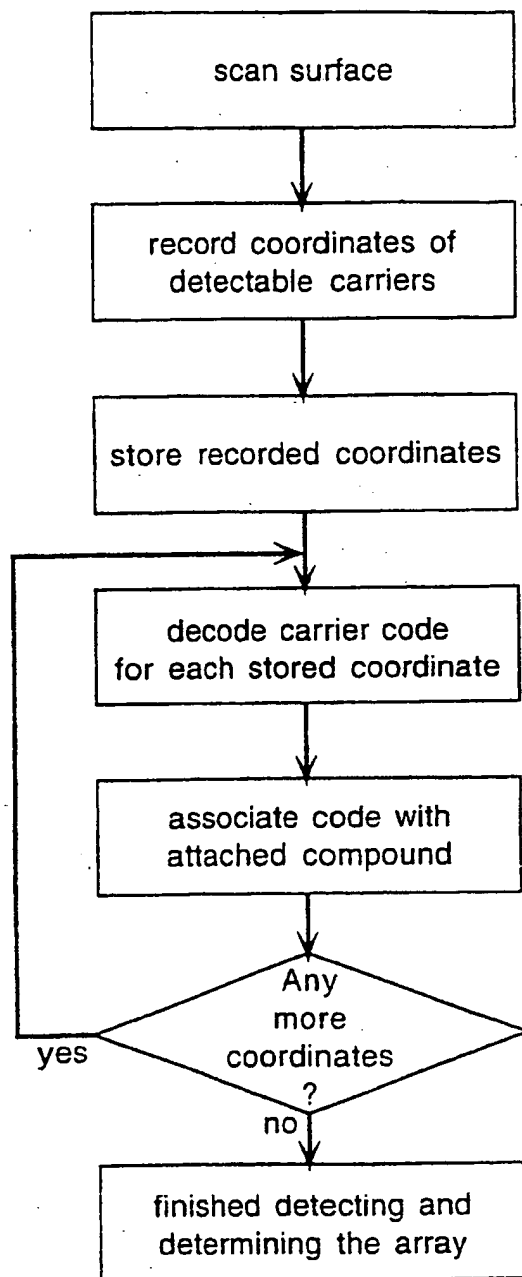 scan surface
record coordinates of
detectable carriers
store recorded coordinates
decode carrier code
for each stored coordinate
associate code with
attached compound
Any
more
coordinates
?
yes
no
finished detecting and
determining the array